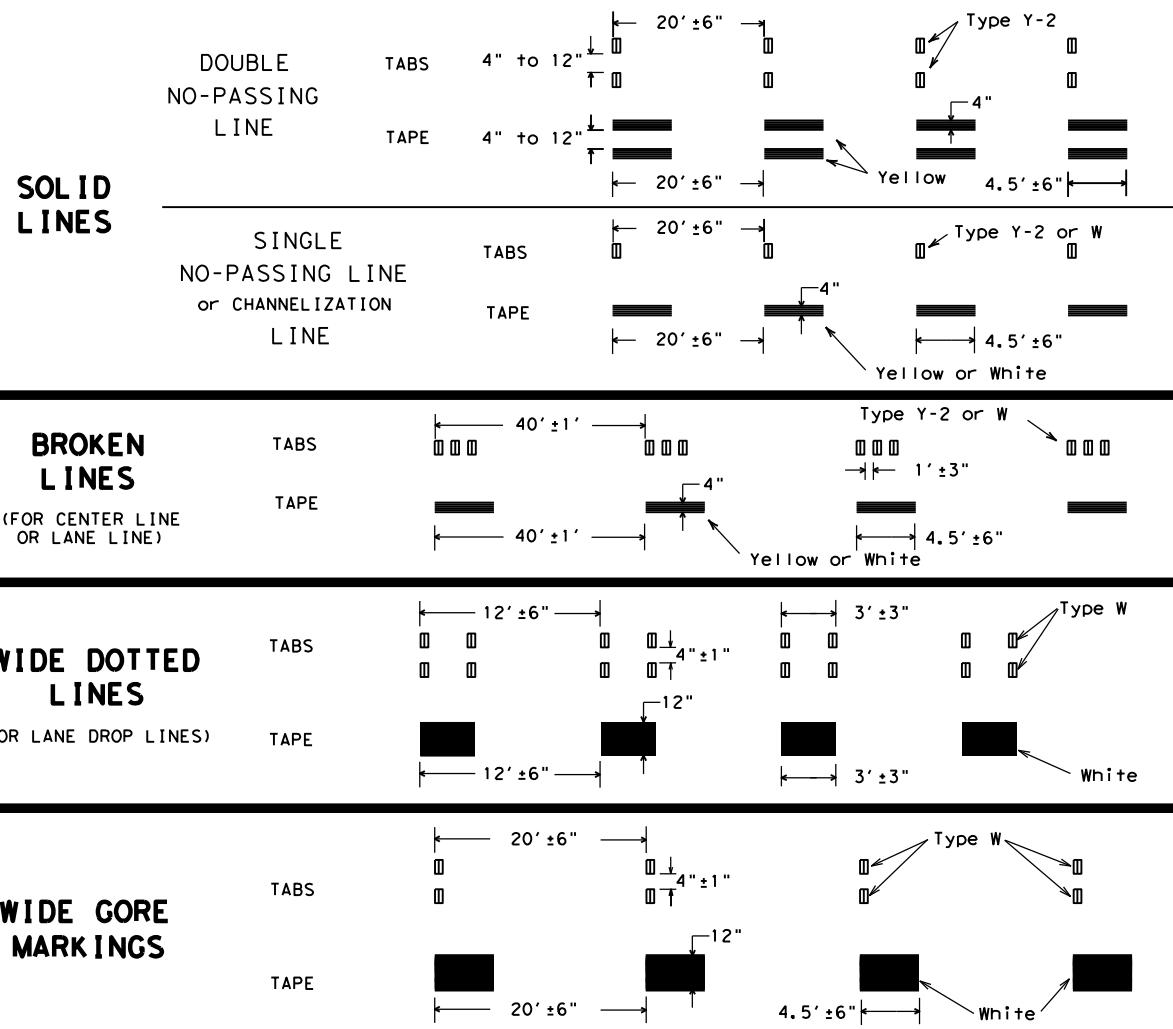 SOLID
LINES
DOUBLE
NO-PASSING
LINE
TABS
4" to 12"
20'±6"
Type Y-2
TAPE
4" to 12"
4"
Yellow
20'±6"
4.5'±6"
SINGLE
NO-PASSING LINE
or CHANNELIZATION
LINE
TABS
20'±6"
Type Y-2 or W
TAPE
4"
20'±6"
4.5'±6"
Yellow or White
BROKEN
LINES
(FOR CENTER LINE
OR LANE LINE)
TABS
40'±1'
Type Y-2 or W
1'±3"
TAPE
4"
40'±1'
4.5'±6"
Yellow or White
WIDE DOTTED
LINES
OR LANE DROP LINES)
TABS
12'±6"
3'±3"
Type W
4"±1"
TAPE
12"
12'±6"
3'±3"
White
WIDE GORE
MARKINGS
TABS
20'±6"
Type W
4"±1"
TAPE
12"
20'±6"
4.5'±6"
White